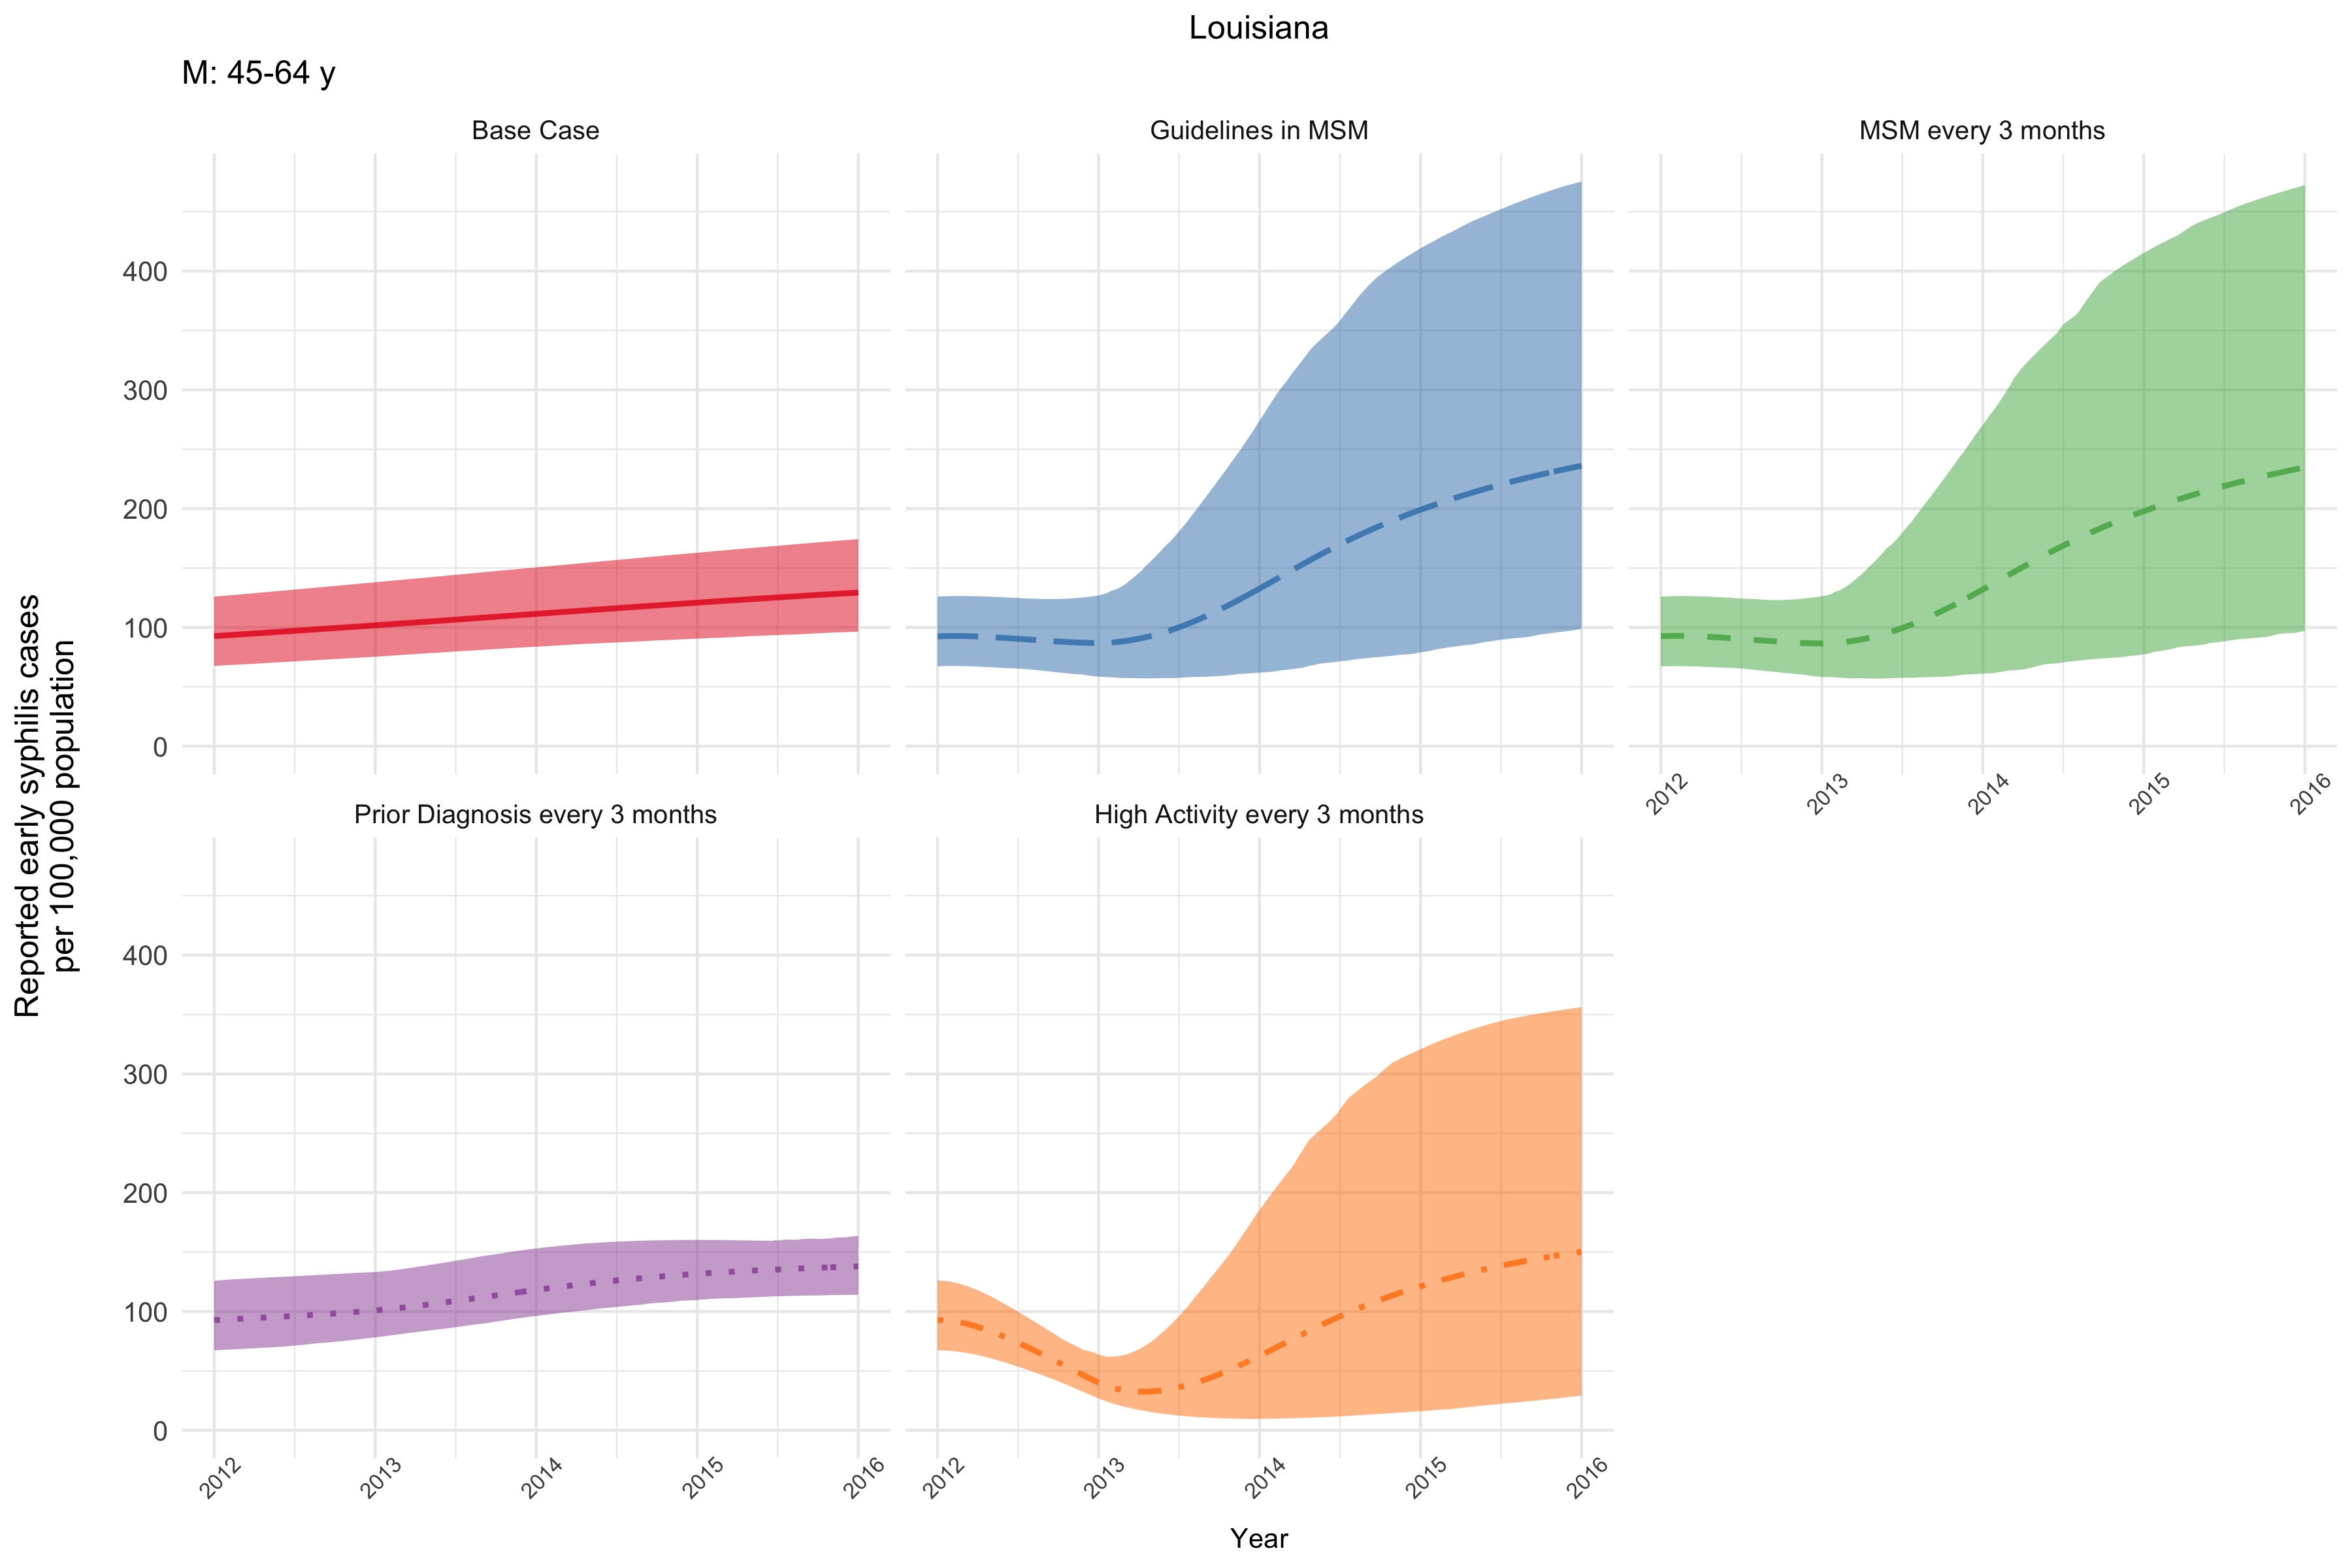 Louisiana
M: 45-64 y
Base Case
Guidelines in MSM
MSM every 3 months
400
300
200
100
0
2012
2013
2014
2015
2016
Prior Diagnosis every 3 months
High Activity every 3 months
400
300
200
100
0
2012
2013
2014
2015
2016
2012
2013
2014
2015
2016
Reported early syphilis cases
per 100,000 population
Year